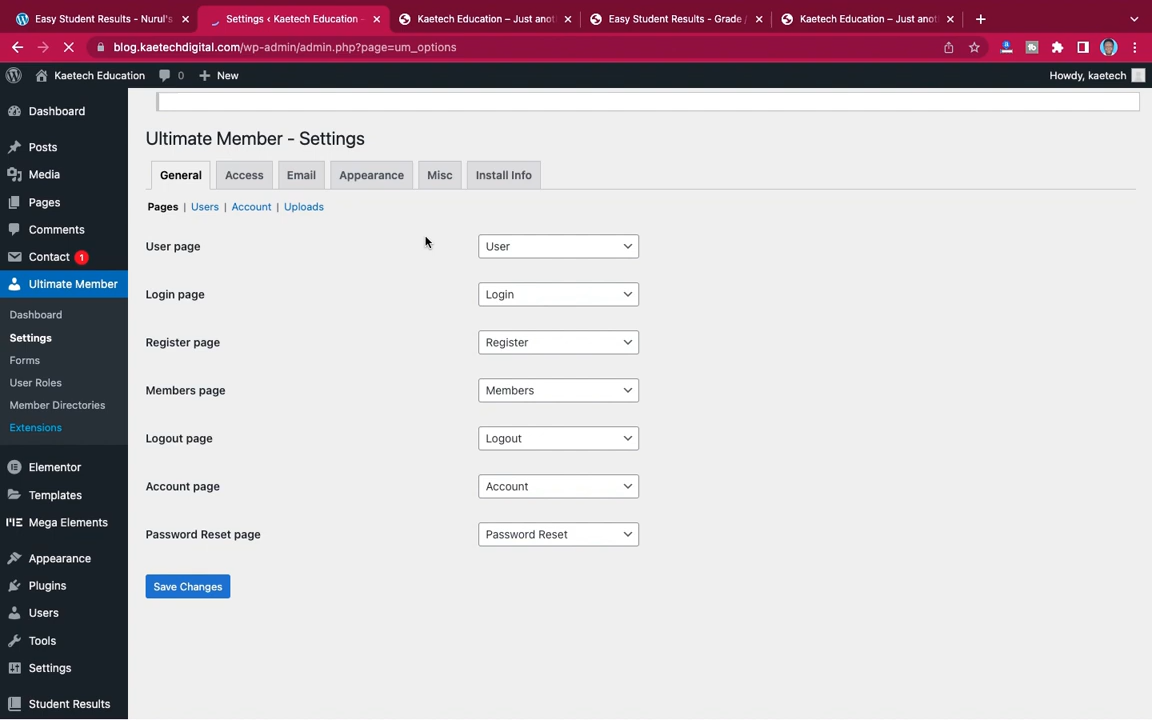 Easy Student Results - Nurul's
Settings ‹ Kaetech Education –
Kaetech Education – Just anot
Easy Student Results - Grade /
Kaetech Education – Just anot
blog.kaetechdigital.com/wp-admin/admin.php?page=um_options
Kaetech Education
0
New
Howdy, kaetech
Dashboard
Posts
Media
Pages
Comments
Contact 1
Ultimate Member
Dashboard
Settings
Forms
User Roles
Member Directories
Extensions
Elementor
Templates
Mega Elements
Appearance
Plugins
Users
Tools
Settings
Student Results
Ultimate Member - Settings
General Access Email Appearance Misc Install Info
Pages | Users | Account | Uploads
User page User
Login page Login
Register page Register
Members page Members
Logout page Logout
Account page Account
Password Reset page Password Reset
Save Changes